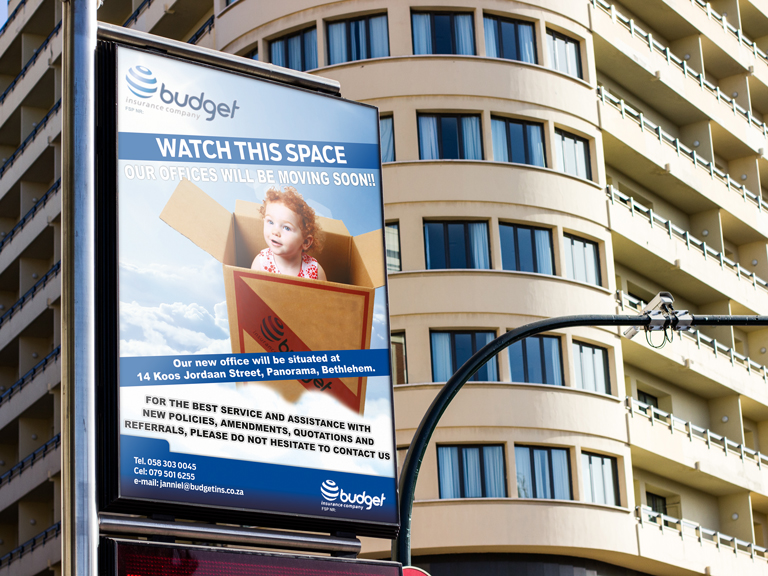 budget
insurance company
FSP NR:
WATCH THIS SPACE
OUR OFFICES WILL BE MOVING SOON!!
Our new office will be situated at
14 Koos Jordaan Street, Panorama, Bethlehem.
FOR THE BEST SERVICE AND ASSISTANCE WITH
NEW POLICIES, AMENDMENTS, QUOTATIONS AND
REFERRALS, PLEASE DO NOT HESITATE TO CONTACT US
Tel. 058 303 0045
Cel: 079 501 6255
e-mail: janniel@budgetins.co.za
budget
insurance company
FSP NR: